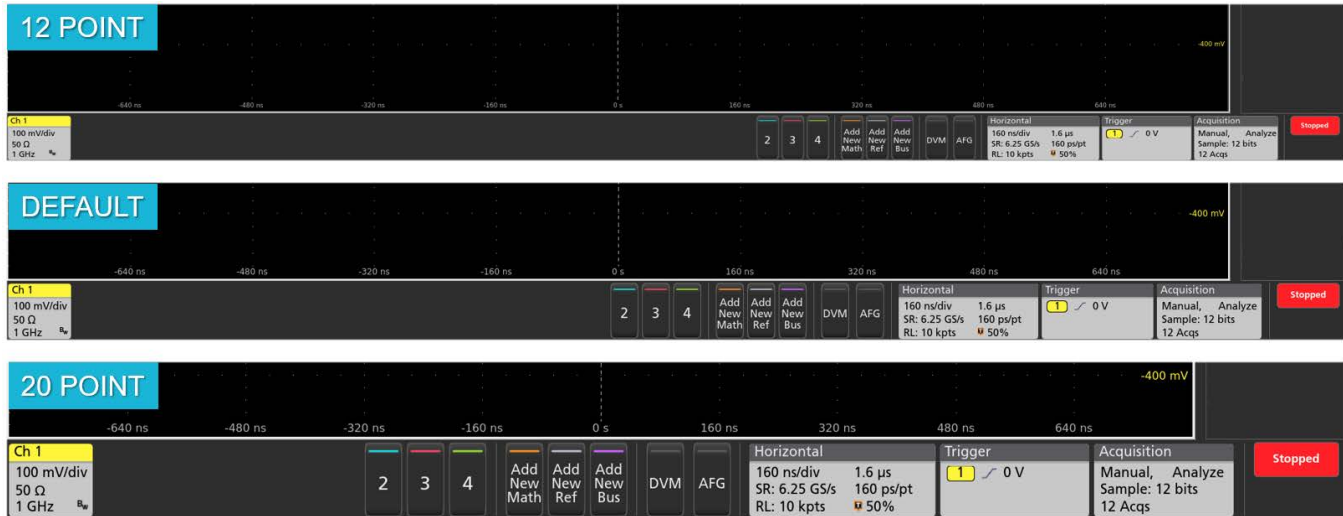 12 POINT
-400 mV
-640 ns -480 ns -320 ns -160 ns 0 s 160 ns 320 ns 480 ns 640 ns
Ch 1
100 mV/div
50 Ω
1 GHz Bw
2 3 4
Add New Math
Add New Ref
Add New Bus
DVM AFG
Horizontal
160 ns/div 1.6 µs
SR: 6.25 GS/s 160 ps/pt
RL: 10 kpts 50%
Trigger
1 0 V
Acquisition
Manual, Analyze
Sample: 12 bits
12 Acqs
Stopped
DEFAULT
-400 mV
-640 ns -480 ns -320 ns -160 ns 0 s 160 ns 320 ns 480 ns 640 ns
Ch 1
100 mV/div
50 Ω
1 GHz Bw
2 3 4
Add New Math
Add New Ref
Add New Bus
DVM AFG
Horizontal
160 ns/div 1.6 µs
SR: 6.25 GS/s 160 ps/pt
RL: 10 kpts 50%
Trigger
1 0 V
Acquisition
Manual, Analyze
Sample: 12 bits
12 Acqs
Stopped
20 POINT
-400 mV
-640 ns -480 ns -320 ns -160 ns 0 s 160 ns 320 ns 480 ns 640 ns
Ch 1
100 mV/div
50 Ω
1 GHz Bw
2 3 4
Add New Math
Add New Ref
Add New Bus
DVM AFG
Horizontal
160 ns/div 1.6 µs
SR: 6.25 GS/s 160 ps/pt
RL: 10 kpts 50%
Trigger
1 0 V
Acquisition
Manual, Analyze
Sample: 12 bits
12 Acqs
Stopped